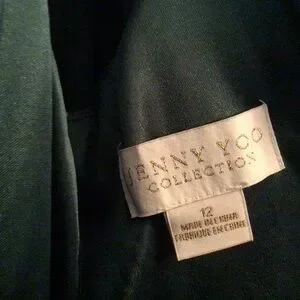 JENNY YOO
COLLECTION
12
MADE IN CHINA
FABRIQUE EN CHINE